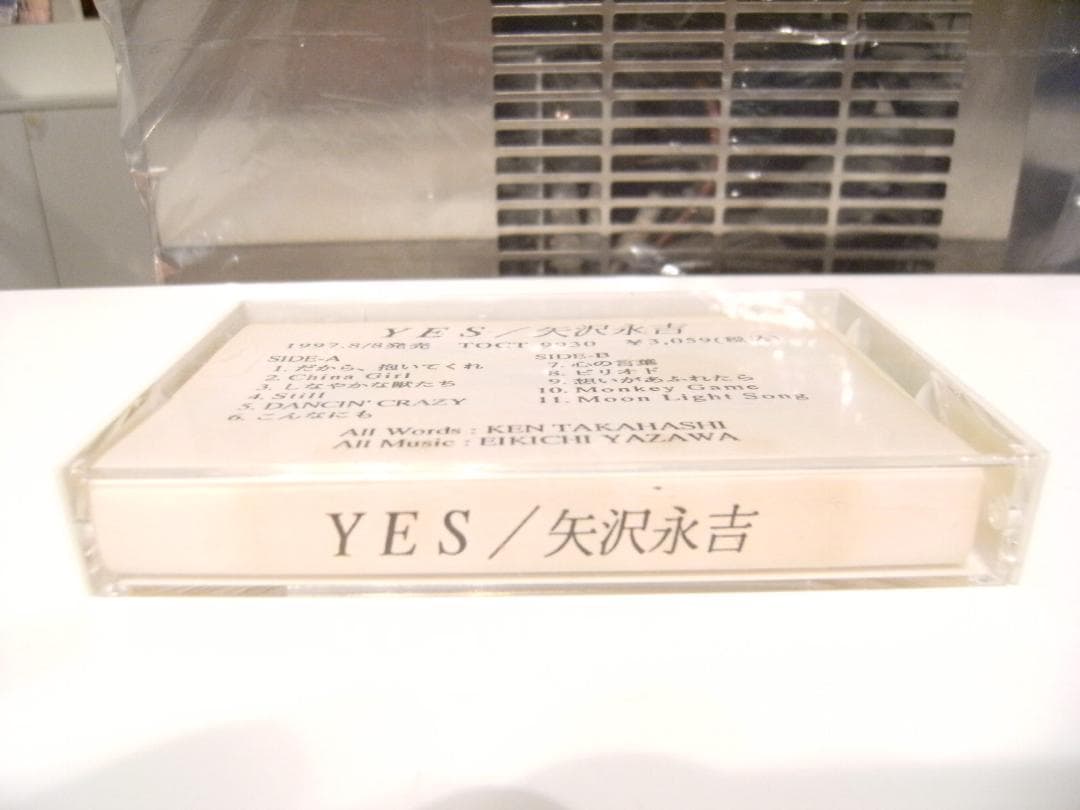 YES／矢沢永吉
1997.8/8発売 TOCT 9930 ￥3,059(税込)
SIDE-A
1. だから、抱いてくれ
2. China Girl
3. しなやかな獣たち
4. Still
5. DANCIN' CRAZY
6. こんなにも
SIDE-B
7. 心の言葉
8. ピリオド
9. 想いがあふれたら
10. Monkey Game
11. Moon Light Song
All Words : KEN TAKAHASHI
All Music : EIKICHI YAZAWA
YES／矢沢永吉